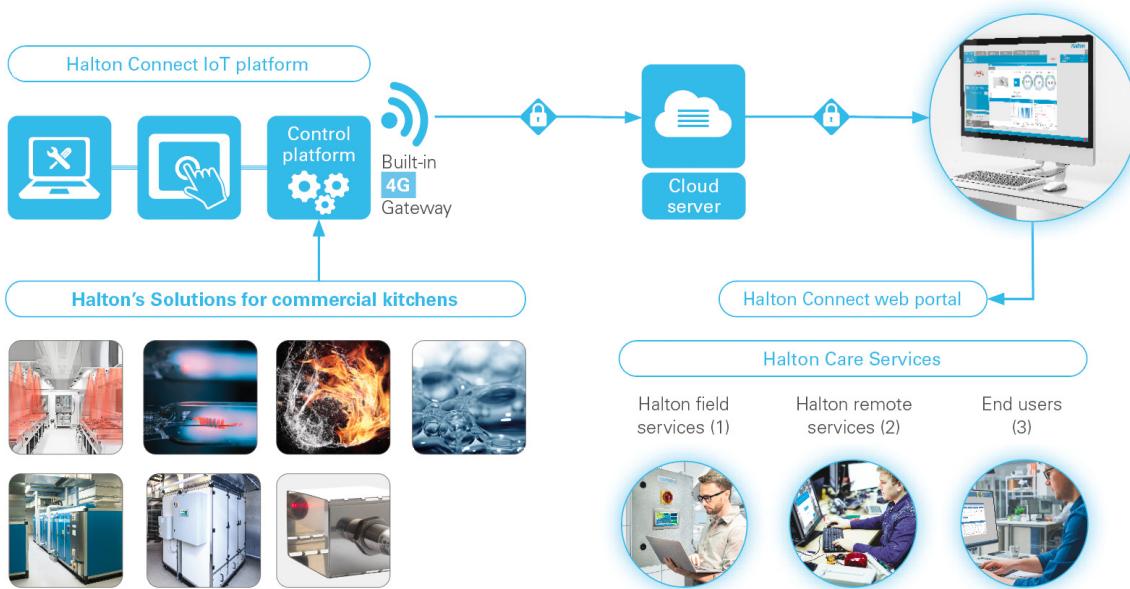 Halton Connect IoT platform
Control
platform
Built-in
4G
Gateway
Cloud
server
Halton
Halton's Solutions for commercial kitchens
Halton Connect web portal
Halton Care Services
Halton field
services (1)
Halton remote
services (2)
End users
(3)